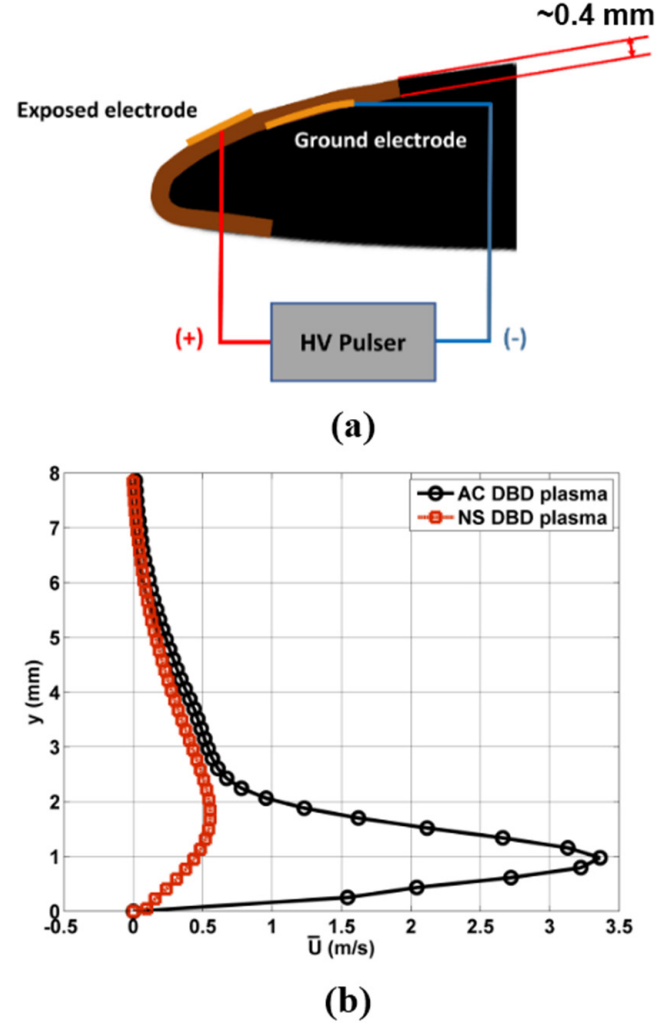 ~0.4 mm
Exposed electrode
Ground electrode
(+)
HV Pulser
(-)
(a)
8
7
6
5
4
3
2
1
0
y (mm)
AC DBD plasma
NS DBD plasma
-0.5 0 0.5 1 1.5 2 2.5 3 3.5
U̅ (m/s)
(b)